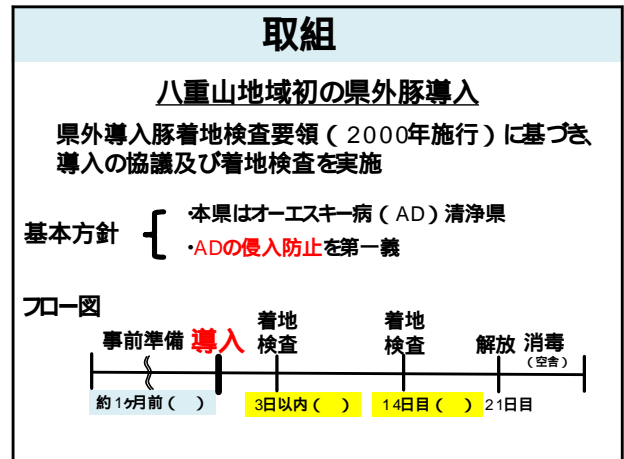 取組
八重山地域初の県外豚導入
県外導入豚着地検査要領(2000年施行)に基づき、
導入の協議及び着地検査を実施
基本方針
・本県はオーエスキー病(AD)清浄県
・ADの侵入防止を第一義
フロー図
事前準備 導入 着地検査 着地検査 解放 消毒
(空舎)
約1ヶ月前( ) 3日以内( ) 14日目( ) 21日目